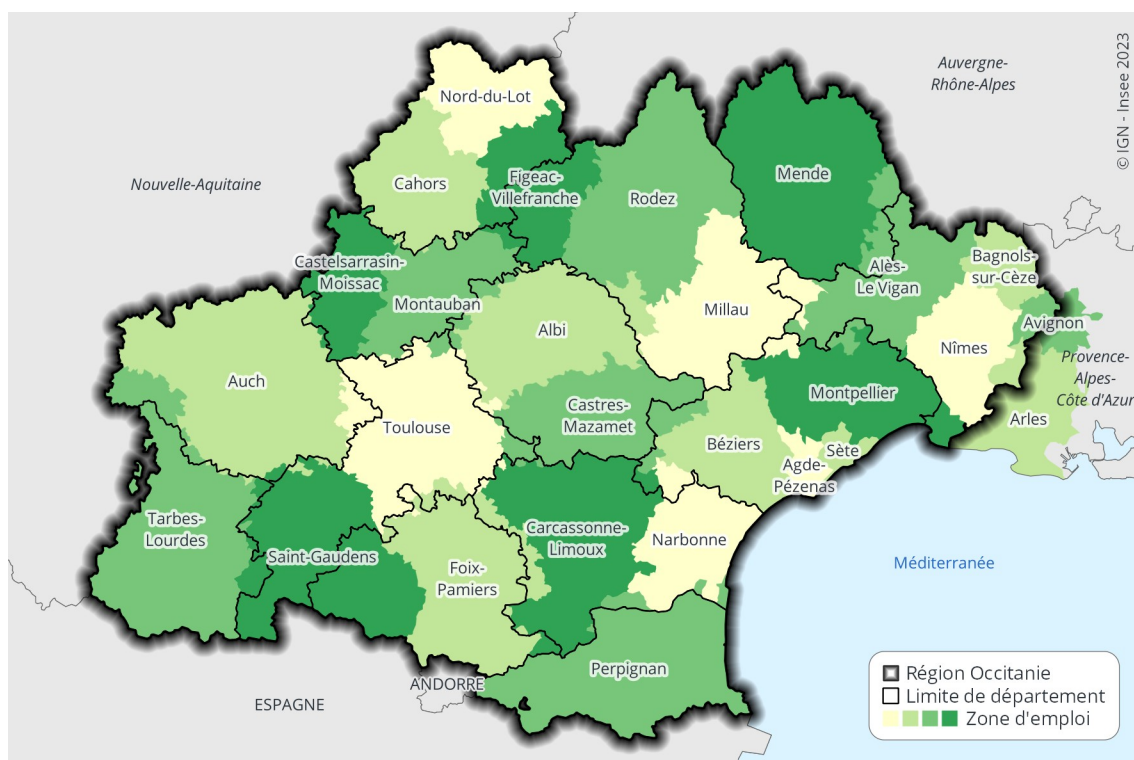 © IGN - Insee 2023
Auvergne-
Rhône-Alpes
Nord-du-Lot
Nouvelle-Aquitaine
Cahors
Figeac-
Villefranche
Rodez
Mende
Castelsarrasin-
Moissac
Montauban
Alès-
Le Vigan
Bagnols-
sur-Cèze
Millau
Albi
Avignon
Nîmes
Provence-
Alpes-
Côte d'Azur
Auch
Montpellier
Arles
Castres-
Mazamet
Toulouse
Béziers
Sète
Agde-
Pézenas
Tarbes-
Lourdes
Carcassonne-
Limoux
Narbonne
Saint-Gaudens
Foix-
Pamiers
Méditerranée
Perpignan
ANDORRE
ESPAGNE
Région Occitanie
Limite de département
Zone d'emploi